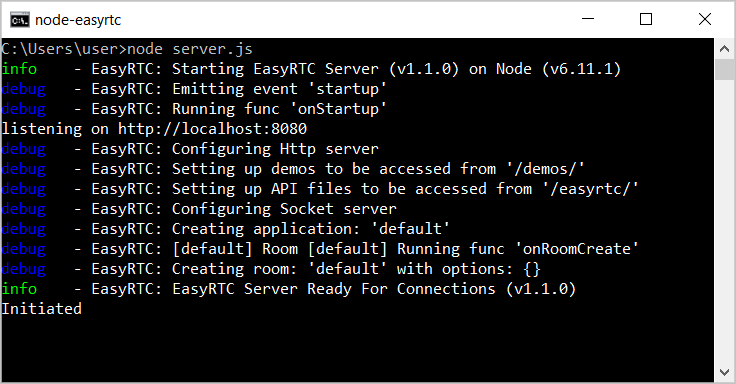 node-easyrtc
C:\Users\user>node server.js
info    - EasyRTC: Starting EasyRTC Server (v1.1.0) on Node (v6.11.1)
debug   - EasyRTC: Emitting event 'startup'
debug   - EasyRTC: Running func 'onStartup'
listening on http://localhost:8080
debug   - EasyRTC: Configuring Http server
debug   - EasyRTC: Setting up demos to be accessed from '/demos/'
debug   - EasyRTC: Setting up API files to be accessed from '/easyrtc/'
debug   - EasyRTC: Configuring Socket server
debug   - EasyRTC: Creating application: 'default'
debug   - EasyRTC: [default] Room [default] Running func 'onRoomCreate'
debug   - EasyRTC: Creating room: 'default' with options: {}
info    - EasyRTC: EasyRTC Server Ready For Connections (v1.1.0)
Initiated